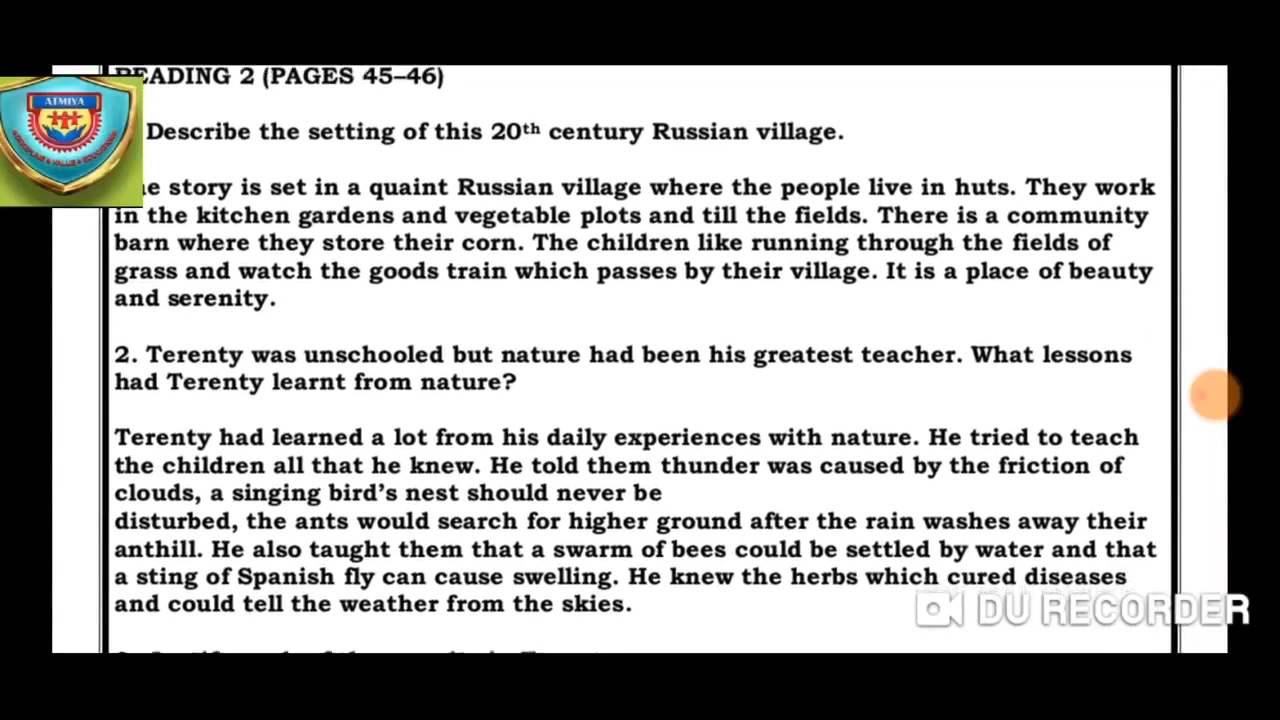 READING 2 (PAGES 45–46)
ATMIYA
Describe the setting of this 20th century Russian village.
story is set in a quaint Russian village where the people live in huts. They work
in the kitchen gardens and vegetable plots and till the fields. There is a community
barn where they store their corn. The children like running through the fields of
grass and watch the goods train which passes by their village. It is a place of beauty
and serenity.
2. Terenty was unschooled but nature had been his greatest teacher. What lessons
had Terenty learnt from nature?
Terenty had learned a lot from his daily experiences with nature. He tried to teach
the children all that he knew. He told them thunder was caused by the friction of
clouds, a singing bird's nest should never be
disturbed, the ants would search for higher ground after the rain washes away their
anthill. He also taught them that a swarm of bees could be settled by water and that
a sting of Spanish fly can cause swelling. He knew the herbs which cured diseases
and could tell the weather from the skies.
DU RECORDER